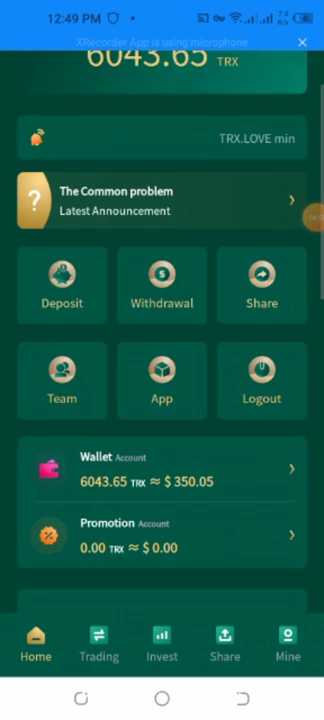 12:49 PM
7.4
K/s
XRecorder App is using microphone
6043.65 TRX
TRX.LOVE min
?
The Common problem
Latest Announcement
Deposit
Withdrawal
Share
Team
App
Logout
Wallet Account
6043.65 TRX ≈ $ 350.05
Promotion Account
0.00 TRX ≈ $ 0.00
Home
Trading
Invest
Share
Mine